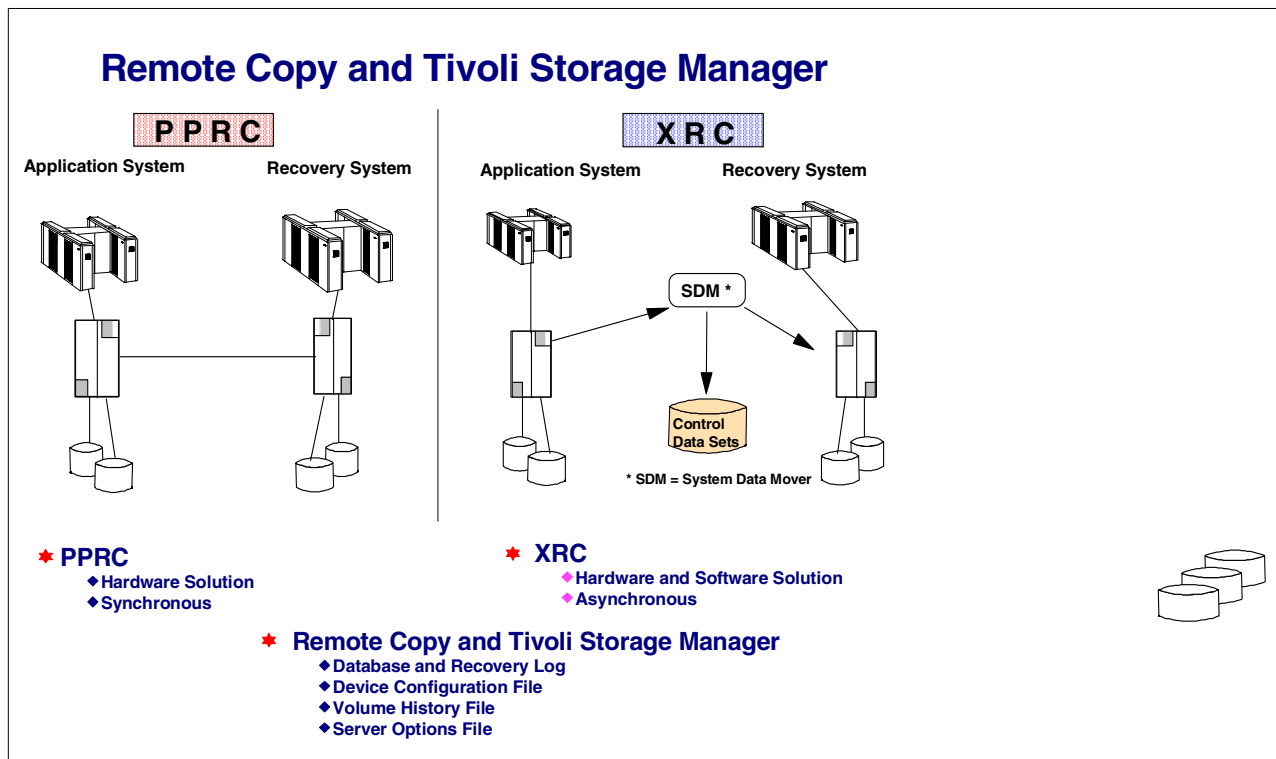 Remote Copy and Tivoli Storage Manager
P P R C
Application System
Recovery System
X R C
Application System
Recovery System
SDM *
Control
Data Sets
* SDM = System Data Mover
PPRC
Hardware Solution
Synchronous
XRC
Hardware and Software Solution
Asynchronous
Remote Copy and Tivoli Storage Manager
Database and Recovery Log
Device Configuration File
Volume History File
Server Options File